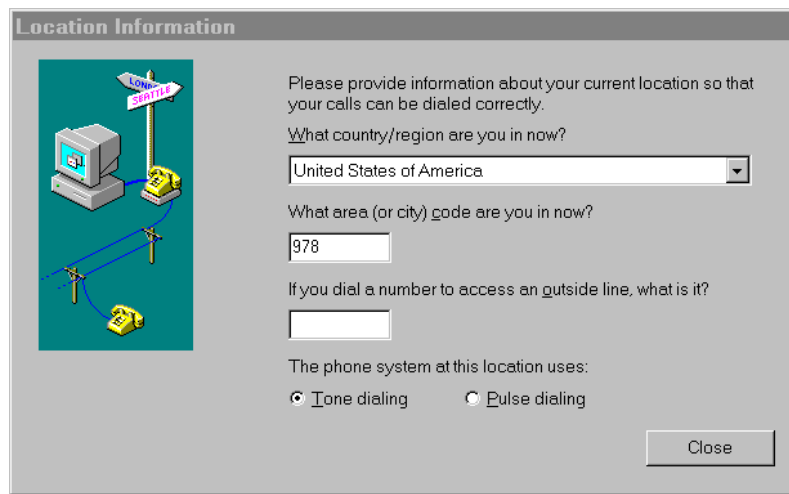 Location Information
LOND
SEATTLE
Please provide information about your current location so that
your calls can be dialed correctly.
What country/region are you in now?
United States of America
What area (or city) code are you in now?
978
If you dial a number to access an outside line, what is it?
The phone system at this location uses:
Tone dialing
Pulse dialing
Close